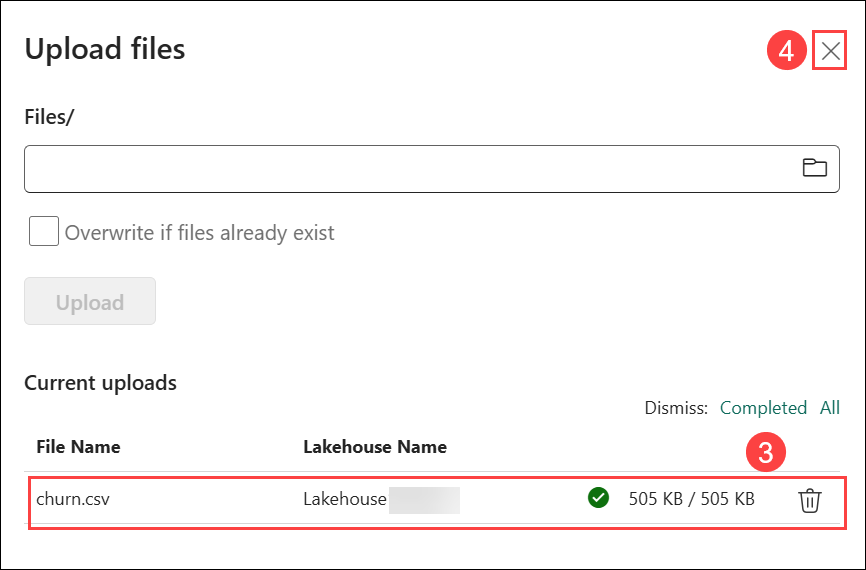 Upload files
4
Files/
Overwrite if files already exist
Upload
Current uploads
Dismiss: Completed All
3
File Name Lakehouse Name
churn.csv Lakehouse 505 KB / 505 KB